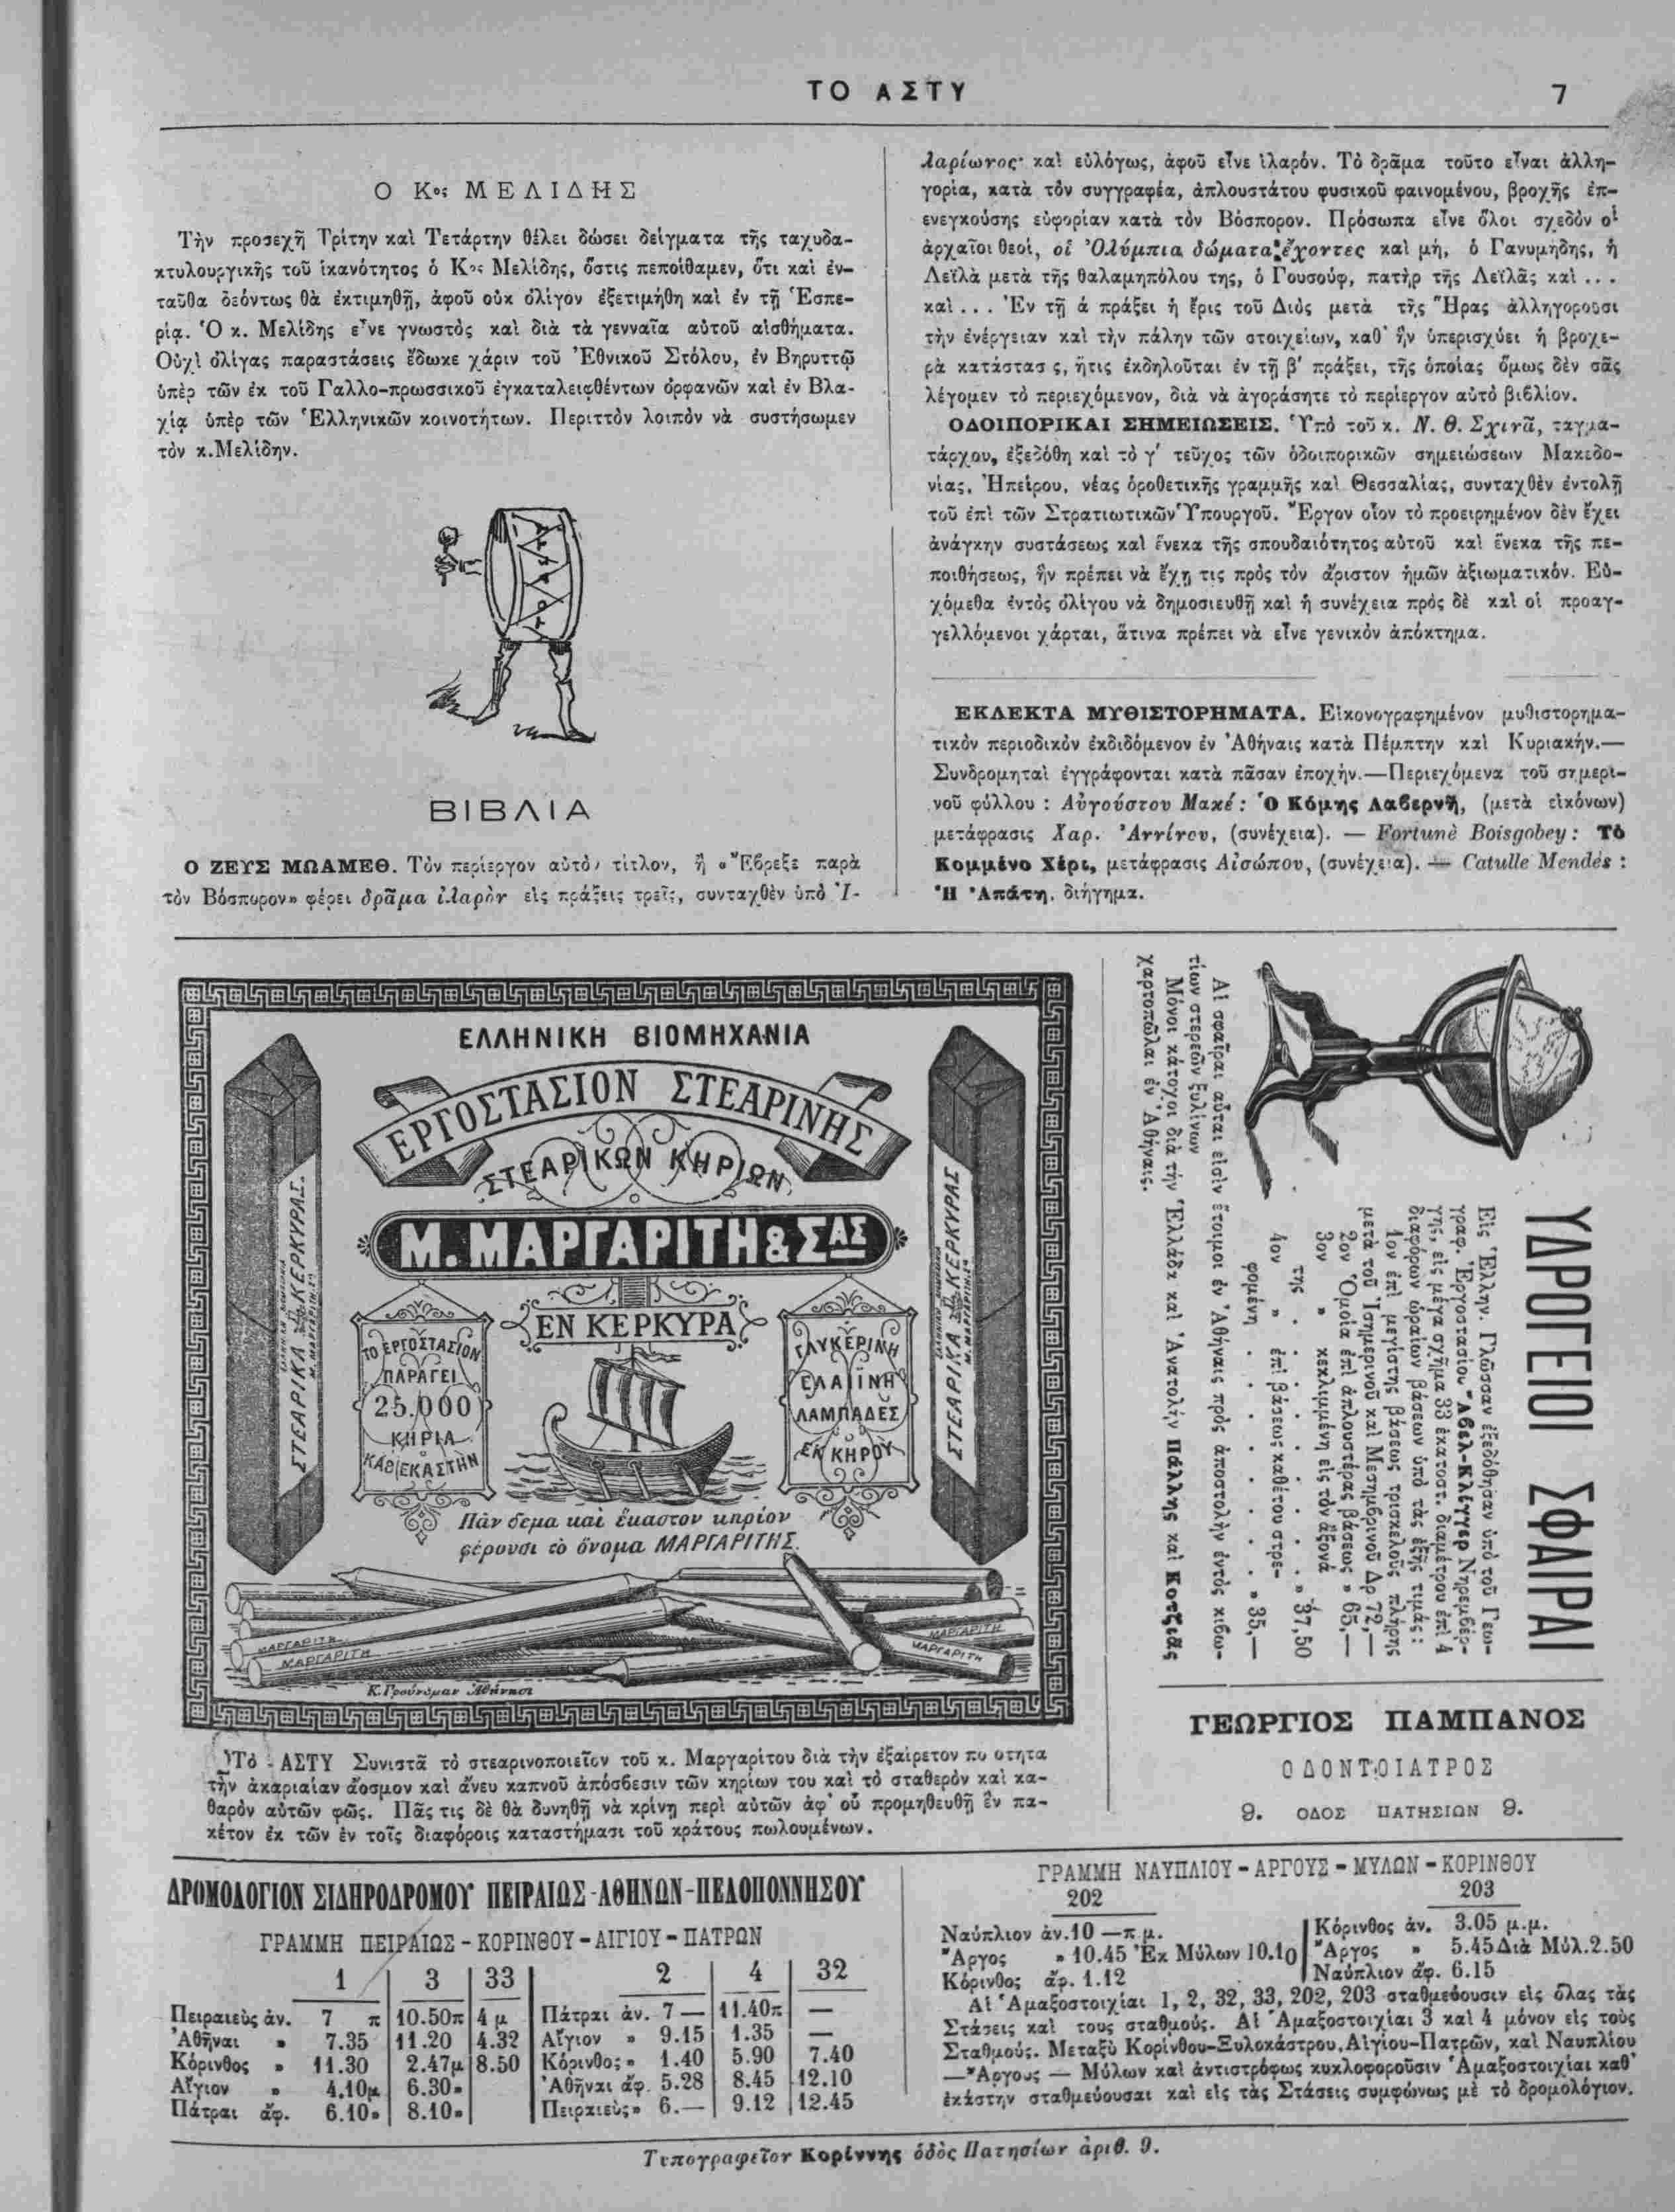 ΤΟ ΑΣΤΥ
7
Ο Κος ΜΕΛΙΔΗΣ
Τὴν προσεχῆ Τρίτην καὶ Τετάρτην θέλει δώσει δείγματα τῆς ταχυδα-
κτυλουργικῆς τοῦ ἱκανότητος ὁ Κος Μελίδης, ὅστις πεποίθαμεν, ὅτι καὶ ἐν-
ταῦθα δεόντως θὰ ἐκτιμηθῇ, ἀφοῦ οὐκ ὀλίγον ἐξετιμήθη καὶ ἐν τῇ Ἑσπε-
ρίᾳ. Ὁ κ. Μελίδης εἶνε γνωστὸς καὶ διὰ τὰ γενναῖα αὐτοῦ αἰσθήματα.
Οὐχὶ ὀλίγας παραστάσεις ἔδωκε χάριν τοῦ Ἐθνικοῦ Στόλου, ἐν Βηρυττῷ
ὑπὲρ τῶν ἐκ τοῦ Γαλλο-πρωσσικοῦ ἐγκαταλειφθέντων ὀρφανῶν καὶ ἐν Βλα-
χίᾳ ὑπὲρ τῶν Ἑλληνικῶν κοινοτήτων. Περιττὸν λοιπὸν νὰ συστήσωμεν
τὸν κ.Μελίδην.
ΒΙΒΛΙΑ
Ο ΖΕΥΣ ΜΩΑΜΕΘ. Τὸν περίεργον αὐτὸν τίτλον, ἢ «Ἔβρεξε παρὰ
τὸν Βόσπορον» φέρει δρᾶμα ἱλαρὸν εἰς πράξεις τρεῖς, συνταχθὲν ὑπὸ Ἱ-
λαρίωνος· καὶ εὐλόγως, ἀφοῦ εἶνε ἱλαρόν. Τὸ δρᾶμα τοῦτο εἶναι ἀλλη-
γορία, κατὰ τὸν συγγραφέα, ἁπλουστάτου φυσικοῦ φαινομένου, βροχῆς ἐπ-
ενεγκούσης εὐφορίαν κατὰ τὸν Βόσπορον. Πρόσωπα εἶνε ὅλοι σχεδὸν οἱ
ἀρχαῖοι θεοί, οἱ Ὀλύμπια δώματα ἔχοντες καὶ μή, ὁ Γανυμήδης, ἡ
Λεϊλὰ μετὰ τῆς θαλαμηπόλου της, ὁ Γουσούφ, πατὴρ τῆς Λεϊλᾶς καὶ ...
καὶ ... Ἐν τῇ ά πράξει ἡ ἔρις τοῦ Διὸς μετὰ τῆς Ἥρας ἀλληγοροῦσι
τὴν ἐνέργειαν καὶ τὴν πάλην τῶν στοιχείων, καθ' ἣν ὑπερισχύει ἡ βροχε-
ρὰ κατάστασ ς, ἥτις ἐκδηλοῦται ἐν τῇ β' πράξει, τῆς ὁποίας ὅμως δὲν σᾶς
λέγομεν τὸ περιεχόμενον, διὰ νὰ ἀγοράσητε τὸ περίεργον αὐτὸ βιβλίον.
ΟΔΟΙΠΟΡΙΚΑΙ ΣΗΜΕΙΩΣΕΙΣ. Ὑπὸ τοῦ κ. Ν. Θ. Σχινᾶ, ταγμα-
τάρχου, ἐξεδόθη καὶ τὸ γ' τεῦχος τῶν ὁδοιπορικῶν σημειώσεων Μακεδο-
νίας, Ἠπείρου, νέας ὁροθετικῆς γραμμῆς καὶ Θεσσαλίας, συνταχθὲν ἐντολῇ
τοῦ ἐπὶ τῶν Στρατιωτικῶν Ὑπουργοῦ. Ἔργον οἷον τὸ προειρημένον δὲν ἔχει
ἀνάγκην συστάσεως καὶ ἕνεκα τῆς σπουδαιότητος αὐτοῦ καὶ ἕνεκα τῆς πε-
ποιθήσεως, ἣν πρέπει νὰ ἔχῃ τις πρὸς τὸν ἄριστον ἡμῶν ἀξιωματικόν. Εὐ-
χόμεθα ἐντὸς ὀλίγου νὰ δημοσιευθῇ καὶ ἡ συνέχεια πρὸς δὲ καὶ οἱ προαγ-
γελλόμενοι χάρται, ἅτινα πρέπει νὰ εἶνε γενικὸν ἀπόκτημα.
ΕΚΛΕΚΤΑ ΜΥΘΙΣΤΟΡΗΜΑΤΑ. Εἰκονογραφημένον μυθιστορημα-
τικὸν περιοδικὸν ἐκδιδόμενον ἐν Ἀθήναις κατὰ Πέμπτην καὶ Κυριακήν.—
Συνδρομηταὶ ἐγγράφονται κατὰ πᾶσαν ἐποχήν.—Περιεχόμενα τοῦ σημερι-
νοῦ φύλλου : Αὐγούστου Μακέ: Ὁ Κόμης Λαβερνῆ, (μετὰ εἰκόνων)
μετάφρασις Χαρ. Ἀννίνου, (συνέχεια). — Fortunè Boisgobey: Τὸ
Κομμένο Χέρι, μετάφρασις Αἰσώπου, (συνέχεια). — Catulle Mendès :
Ἡ Ἀπάτη, διήγημα.
ΕΛΛΗΝΙΚΗ ΒΙΟΜΗΧΑΝΙΑ
ΕΡΓΟΣΤΑΣΙΟΝ ΣΤΕΑΡΙΝΗΣ
ΣΤΕΑΡΙΚΩΝ ΚΗΡΙΩΝ
Μ. ΜΑΡΓΑΡΙΤΗ & ΣΑΣ
ΕΝ ΚΕΡΚΥΡΑ
ΣΤΕΑΡΙΚΑ ΚΕΡΚΥΡΑΣ
ΤΟ ΕΡΓΟΣΤΑΣΙΟΝ
ΠΑΡΑΓΕΙ
25.000
ΚΗΡΙΑ
ΚΑΘ ΕΚΑΣΤΗΝ
ΓΛΥΚΕΡΙΝΗ
ΕΛΑΪΝΗ
ΛΑΜΠΑΔΕΣ
ΕΚ ΚΗΡΟΥ
ΣΤΕΑΡΙΚΑ ΚΕΡΚΥΡΑΣ
Πᾶν δέμα καὶ ἕκαστον κηρίον
φέρουσι τὸ ὄνομα ΜΑΡΓΑΡΙΤΗΣ.
ΜΑΡΓΑΡΙΤΗ
ΜΑΡΓΑΡΙΤΗ
ΜΑΡΓΑΡΙΤΗ
ΜΑΡΓΑΡΙΤΗ
Τὸ ΑΣΤΥ Συνιστᾶ τὸ στεαρινοποιεῖον τοῦ κ. Μαργαρίτου διὰ τὴν ἐξαίρετον πο οτητα
τὴν ἀκαριαίαν ἄοσμον καὶ ἄνευ καπνοῦ ἀπόσβεσιν τῶν κηρίων του καὶ τὸ σταθερὸν καὶ κα-
θαρὸν αὐτῶν φῶς. Πᾶς τις δὲ θὰ δυνηθῇ νὰ κρίνῃ περὶ αὐτῶν ἀφ' οὗ προμηθευθῇ ἓν πα-
κέτον ἐκ τῶν ἐν τοῖς διαφόροις καταστήμασι τοῦ κράτους πωλουμένων.
ΥΔΡΟΓΕΙΟΙ ΣΦΑΙΡΑΙ
Εἰς Ἑλλην. Γλῶσσαν ἐξεδόθησαν ὑπὸ τοῦ Γεω-
γραφ. Ἐργοστασίου Ἄβελ-Κλίγγερ Νηρεμβέρ-
γης, εἰς μέγα σχῆμα 33 ἑκατοστ. διαμέτρου ἐπὶ 4
διαφόρων ὡραίων βάσεων ὑπὸ τὰς ἑξῆς τιμάς :
1ον ἐπὶ μεγίστης βάσεως τρισκελοῦς πλήρης
μετὰ τοῦ Ἰσημερινοῦ καὶ Μεσημβρινοῦ Δρ 72,—
2ον Ὁμοία ἐπὶ ἁπλουστέρας βάσεως » 65,—
3ον » κεκλιμμένη εἰς τὸν ἄξονά
της . . . . . . . » 37,50
4ον » ἐπὶ βάσεως καθέτου στρε-
φομένη . . . . . . . » 35,—
Αἱ σφαῖραι αὗται εἰσὶν ἕτοιμοι ἐν Ἀθήναις πρὸς ἀποστολὴν ἐντὸς κιβω-
τίων στερεῶν ξυλίνων
Μόνοι κάτοχοι διὰ τὴν Ἑλλάδα καὶ Ἀνατολὴν Πάλλης καὶ Κοτζιᾶς
χαρτοπῶλαι ἐν Ἀθήναις.
ΓΕΩΡΓΙΟΣ ΠΑΜΠΑΝΟΣ
ΟΔΟΝΤΟΙΑΤΡΟΣ
9. ΟΔΟΣ ΠΑΤΗΣΙΩΝ 9.
ΔΡΟΜΟΛΟΓΙΟΝ ΣΙΔΗΡΟΔΡΟΜΟΥ ΠΕΙΡΑΙΩΣ-ΑΘΗΝΩΝ-ΠΕΛΟΠΟΝΝΗΣΟΥ
ΓΡΑΜΜΗ ΠΕΙΡΑΙΩΣ - ΚΟΡΙΝΘΟΥ - ΑΙΓΙΟΥ - ΠΑΤΡΩΝ
1 3 33 2 4 32
Πειραιεὺς ἀν. 7 π 10.50π 4 μ Πάτραι ἀν. 7 — 11.40π —
Ἀθῆναι » 7.35 11.20 4.32 Αἴγιον » 9.15 1.35 —
Κόρινθος » 11.30 2.47μ 8.50 Κόρινθος » 1.40 5.90 7.40
Αἴγιον » 4.10μ 6.30» Ἀθῆναι ἀφ. 5.28 8.45 12.10
Πάτραι ἄφ. 6.10» 8.10» Πειραιεὺς» 6.— 9.12 12.45
ΓΡΑΜΜΗ ΝΑΥΠΛΙΟΥ - ΑΡΓΟΥΣ - ΜΥΛΩΝ - ΚΟΡΙΝΘΟΥ
202 203
Ναύπλιον ἀν.10 —π μ. Κόρινθος ἀν. 3.05 μ.μ.
Ἄργος » 10.45 Ἐκ Μύλων 10.10 Ἄργος » 5.45 Διὰ Μύλ.2.50
Κόρινθος ἄφ. 1.12 Ναύπλιον ἄφ. 6.15
Αἱ Ἁμαξοστοιχίαι 1, 2, 32, 33, 202, 203 σταθμεύουσιν εἰς ὅλας τὰς
Στάσεις καὶ τους σταθμούς. Αἱ Ἁμαξοστοιχίαι 3 καὶ 4 μόνον εἰς τοὺς
Σταθμούς. Μεταξὺ Κορίνθου-Ξυλοκάστρου, Αἰγίου-Πατρῶν, καὶ Ναυπλίου
—Ἄργους — Μύλων καὶ ἀντιστρόφως κυκλοφοροῦσιν Ἁμαξοστοιχίαι καθ'
ἑκάστην σταθμεύουσαι καὶ εἰς τὰς Στάσεις συμφώνως μὲ τὸ δρομολόγιον.
Τυπογραφεῖον Κορίννης ὁδὸς Πατησίων ἀριθ. 9.